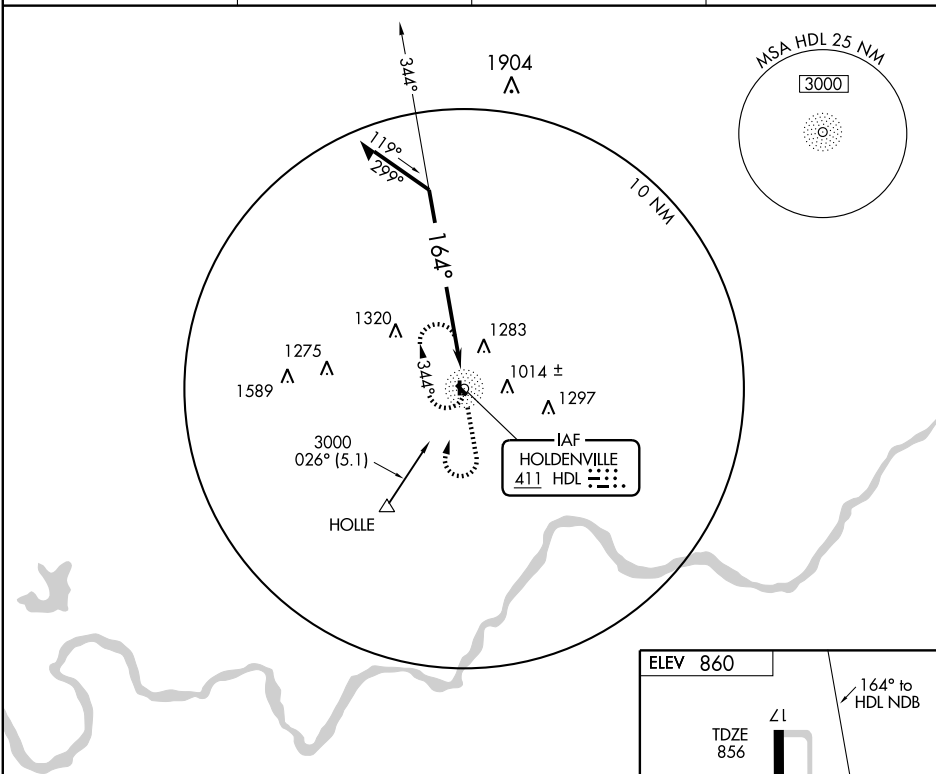 1904
MSA HDL 25 NM
3000
344°
119°
299°
10 NM
164°
1320
1283
1275
344°
1014 ±
1589
1297
3000
026° (5.1)
IAF
HOLDENVILLE
411 HDL
HOLLE
ELEV 860
164° to
HDL NDB
17
TDZE
856